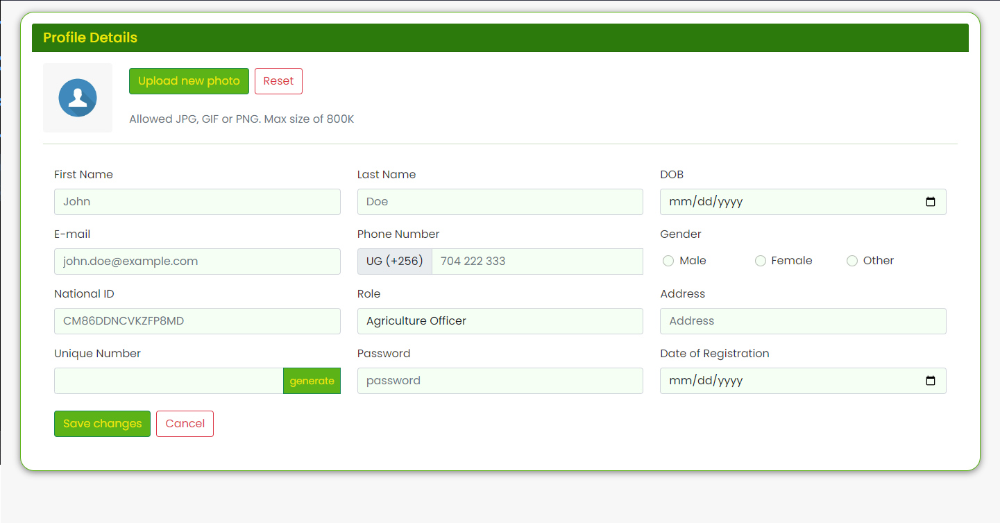 Profile Details
Upload new photo Reset
Allowed JPG, GIF or PNG. Max size of 800K
First Name Last Name DOB
John Doe mm/dd/yyyy
E-mail Phone Number Gender
john.doe@example.com UG (+256) 704 222 333 Male Female Other
National ID Role Address
CM86DDNCVKZFP8MD Agriculture Officer Address
Unique Number Password Date of Registration
generate password mm/dd/yyyy
Save changes Cancel